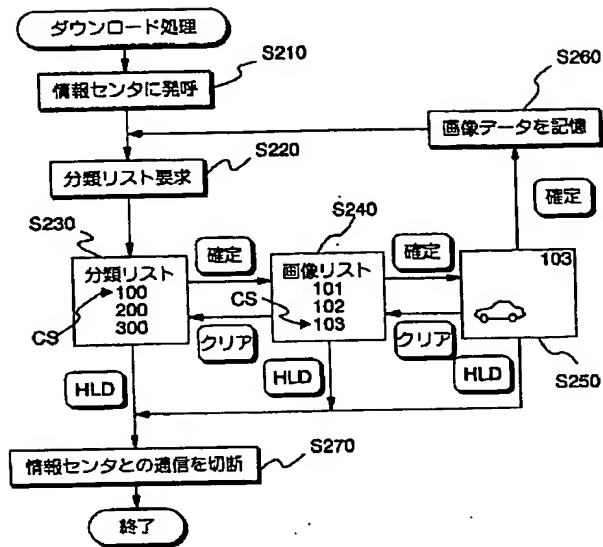 ダウンロード処理
S210
情報センタに発呼
S260
画像データを記憶
S220
分類リスト要求
確定
S230
S240
分類リスト
100
200
300
CS
確定
クリア
画像リスト
101
102
103
CS
確定
クリア
103
S250
HLD
HLD
HLD
S270
情報センタとの通信を切断
終了